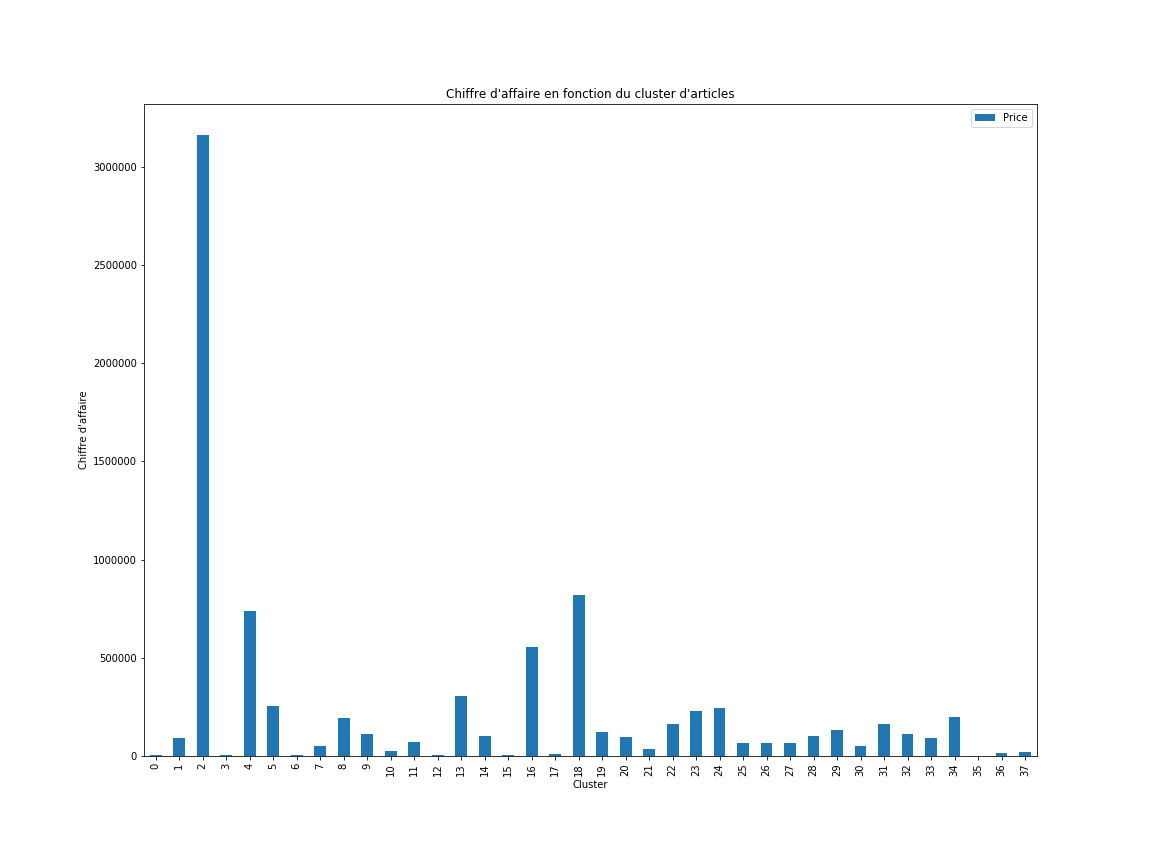 Chiffre d'affaire en fonction du cluster d'articles
Price
3000000
2500000
2000000
1500000
1000000
500000
0
Chiffre d'affaire
0 1 2 3 4 5 6 7 8 9 10 11 12 13 14 15 16 17 18 19 20 21 22 23 24 25 26 27 28 29 30 31 32 33 34 35 36 37
Cluster